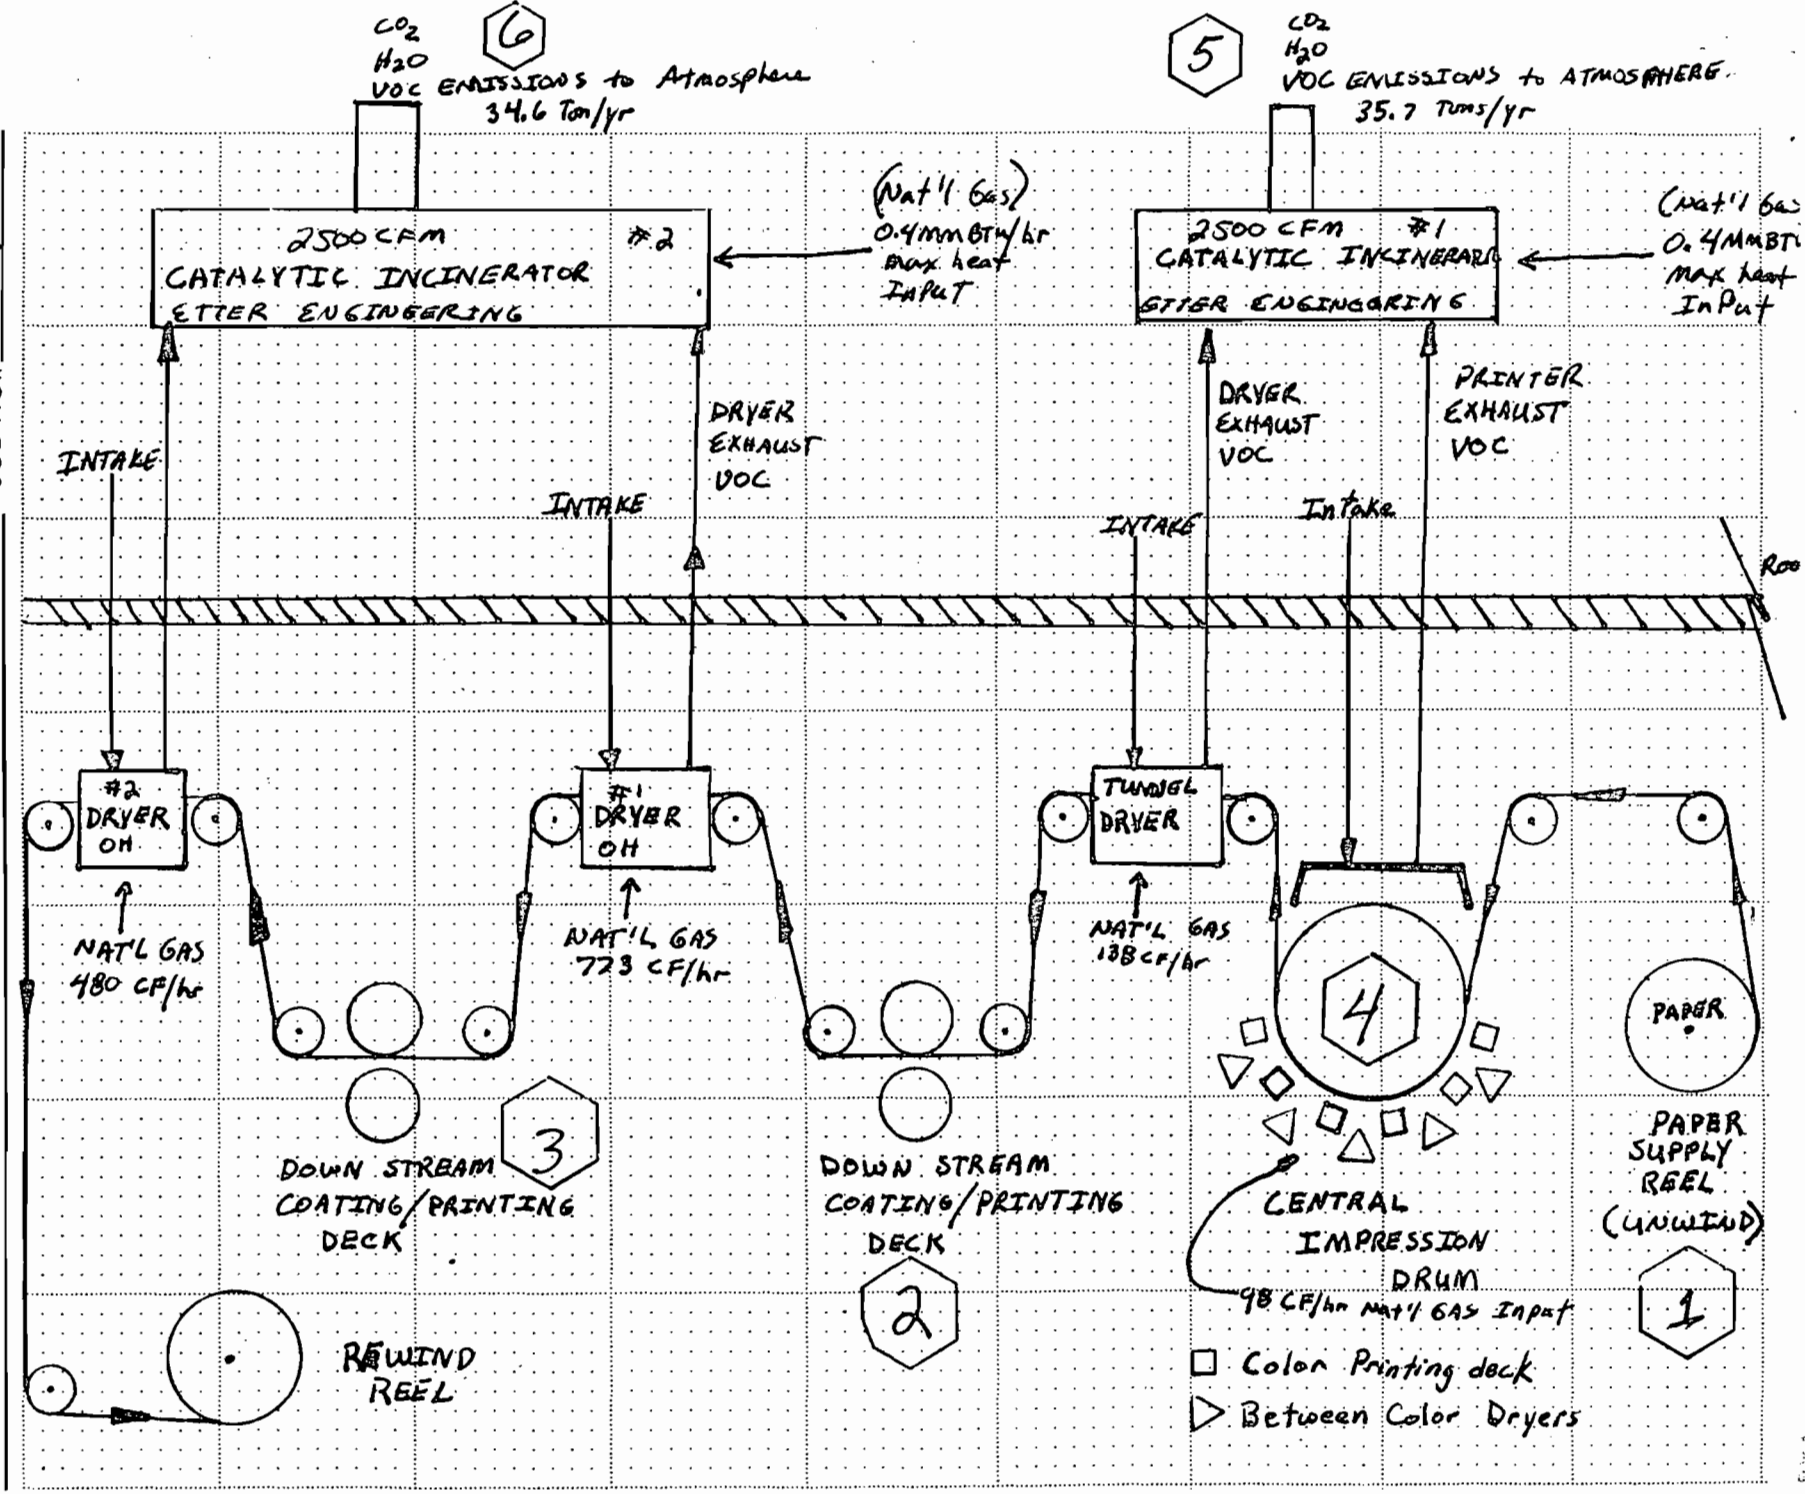 CO2
H2O
VOC EMISSIONS to Atmosphere
34.6 Ton/yr
6
5
CO2
H2O
VOC EMISSIONS to ATMOSPHERE.
35.7 Tons/yr
2500 CFM #2
CATALYTIC INCINERATOR
ETTER ENGINEERING
(Nat'l Gas)
0.4 mmBTU/hr
max heat
InPUT
2500 CFM #1
CATALYTIC INCINERATR
ETTER ENGINEERING
(Nat'l Gas
0.4 MMBTU
max heat
InPut
INTAKE
INTAKE
DRYER
EXHAUST
VOC
INTAKE
DRYER
EXHAUST
VOC
Intake
PRINTER
EXHAUST
VOC
Roo
#2
DRYER
OH
#1
DRYER
OH
TUNNEL
DRYER
NAT'L GAS
480 CF/hr
NAT'L GAS
723 CF/hr
NAT'L GAS
138 CF/hr
4
PAPER
3
DOWN STREAM
COATING/PRINTING
DECK
DOWN STREAM
COATING/PRINTING
DECK
2
CENTRAL
IMPRESSION
DRUM
98 CF/hr Nat'l GAS Input
PAPER
SUPPLY
REEL
(UNWIND)
1
REWIND
REEL
Color Printing deck
Between Color Dryers